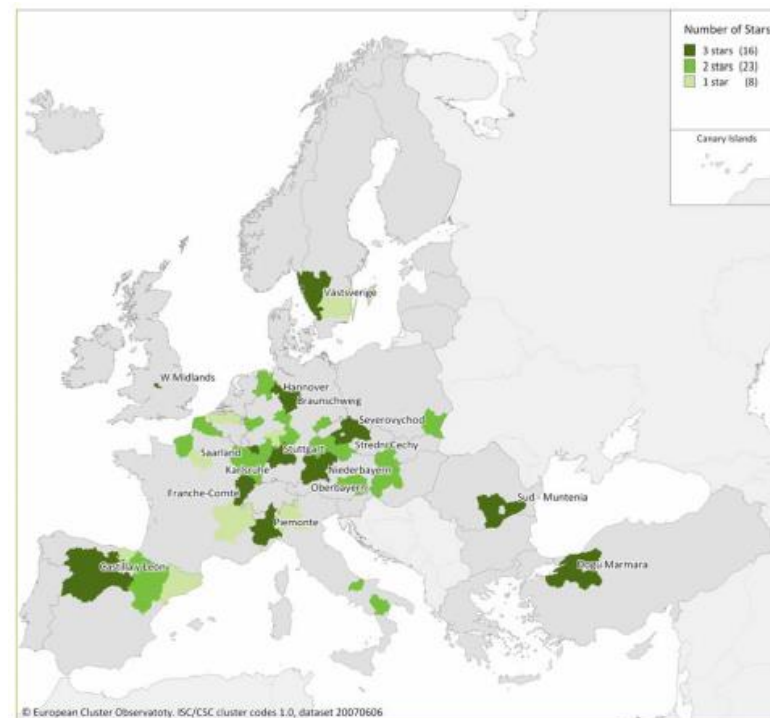 Number of Stars
3 stars (16)
2 stars (23)
1 star (8)
Canary Islands
Västsverige
W Midlands
Hannover
Braunschweig
Severovychod
Saarland
Stuttgart
Stredni Cechy
Karlsruhe
Niederbayern
Franche-Comte
Oberbayern
Piemonte
Sud - Muntenia
Castilla y León
Dogu Marmara
© European Cluster Observatoty. ISC/CSC cluster codes 1.0, dataset 20070606